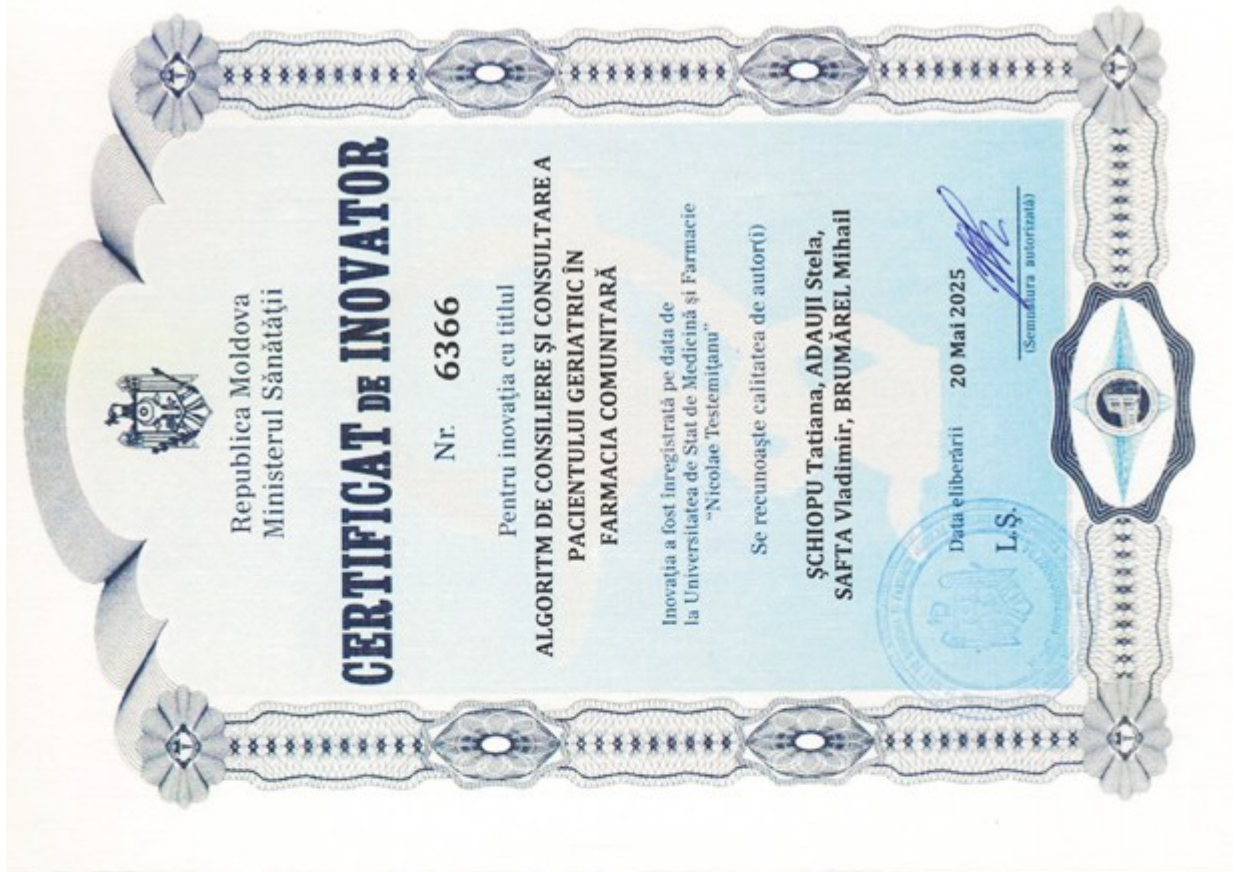 Republica Moldova
Ministerul Sănătății
CERTIFICAT DE INOVATOR
Nr. 6366
Pentru inovația cu titlul
ALGORITM DE CONSILIERE ȘI CONSULTARE A
PACIENTULUI GERIATRIC ÎN
FARMACIA COMUNITARĂ
Inovația a fost inregistrată pe data de
la Universitatea de Stat de Medicină și Farmacie
"Nicolae Testemițanu"
Se recunoaște calitatea de autor(i)
ȘCHIOPU Tatiana, ADAUJI Stela,
SAFTA Vladimir, BRUMĂREL Mihail
Data eliberării 20 Mai 2025
L.Ș.
(Semnătura autorizată)